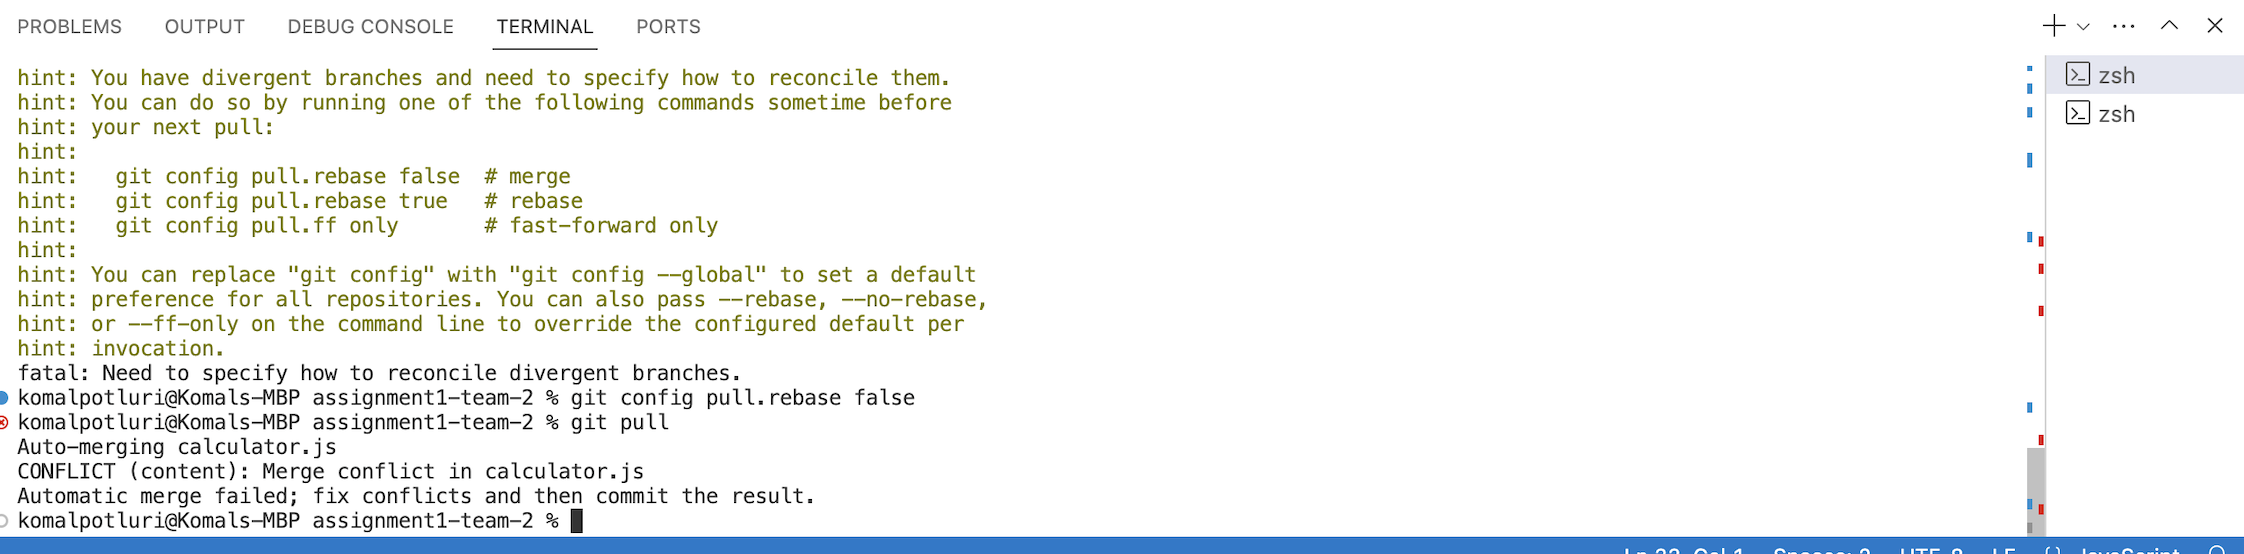 PROBLEMS OUTPUT DEBUG CONSOLE TERMINAL PORTS
hint: You have divergent branches and need to specify how to reconcile them.
hint: You can do so by running one of the following commands sometime before
hint: your next pull:
hint:
hint:   git config pull.rebase false  # merge
hint:   git config pull.rebase true   # rebase
hint:   git config pull.ff only       # fast-forward only
hint:
hint: You can replace "git config" with "git config --global" to set a default
hint: preference for all repositories. You can also pass --rebase, --no-rebase,
hint: or --ff-only on the command line to override the configured default per
hint: invocation.
fatal: Need to specify how to reconcile divergent branches.
komalpotluri@Komals-MBP assignment1-team-2 % git config pull.rebase false
komalpotluri@Komals-MBP assignment1-team-2 % git pull
Auto-merging calculator.js
CONFLICT (content): Merge conflict in calculator.js
Automatic merge failed; fix conflicts and then commit the result.
komalpotluri@Komals-MBP assignment1-team-2 %
zsh
zsh